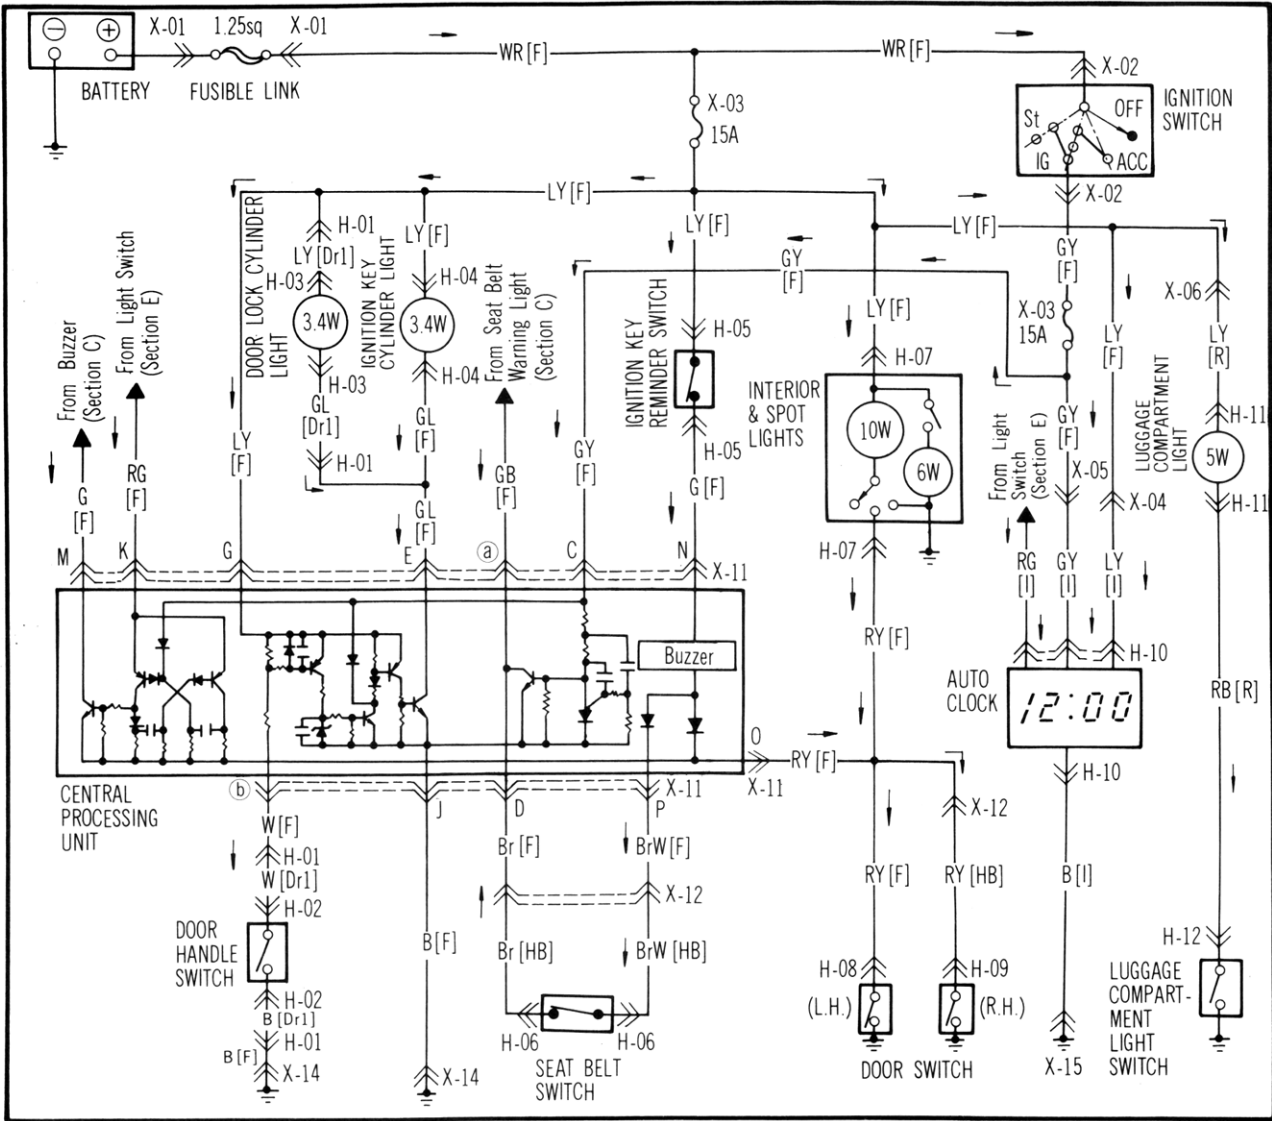 X-01 1.25sq X-01
BATTERY
FUSIBLE LINK
WR[F]
WR[F]
X-02
IGNITION
SWITCH
OFF
St
IG
ACC
X-02
X-03
15A
LY[F]
DOOR LOCK CYLINDER
LIGHT
H-01
LY[Dr1]
H-03
3.4W
H-03
GL
[Dr1]
H-01
IGNITION KEY
CYLINDER LIGHT
LY[F]
H-04
3.4W
H-04
GL
[F]
GL
[F]
From Buzzer
(Section C)
From Light Switch
(Section E)
G
[F]
RG
[F]
LY
[F]
From Seat Belt
Warning Light
(Section C)
GB
[F]
GY
[F]
GY
[F]
IGNITION KEY
REMINDER SWITCH
LY[F]
H-05
H-05
G[F]
LY[F]
LY[F]
H-07
INTERIOR
& SPOT
LIGHTS
10W
6W
H-07
RY[F]
GY
[F]
X-03
15A
GY
[F]
X-05
From Light
Switch
(Section E)
LY
[F]
X-04
LUGGAGE
COMPARTMENT
LIGHT
X-06
LY
[R]
H-11
5W
H-11
RG
[I]
GY
[I]
LY
[I]
H-10
AUTO
CLOCK
12:00
H-10
RB[R]
M K G E a C N
X-11
Buzzer
O
RY[F]
X-11
X-11
CENTRAL
PROCESSING
UNIT
b J D P
W[F]
H-01
W[Dr1]
H-02
DOOR
HANDLE
SWITCH
H-02
B[Dr1]
H-01
B[F]
X-14
B[F]
X-14
Br[F]
BrW[F]
X-12
Br[HB]
BrW[HB]
H-06 H-06
SEAT BELT
SWITCH
X-12
RY[F]
RY[HB]
H-08
H-09
(L.H.)
(R.H.)
DOOR SWITCH
B[I]
X-15
H-12
LUGGAGE
COMPART-
MENT
LIGHT
SWITCH